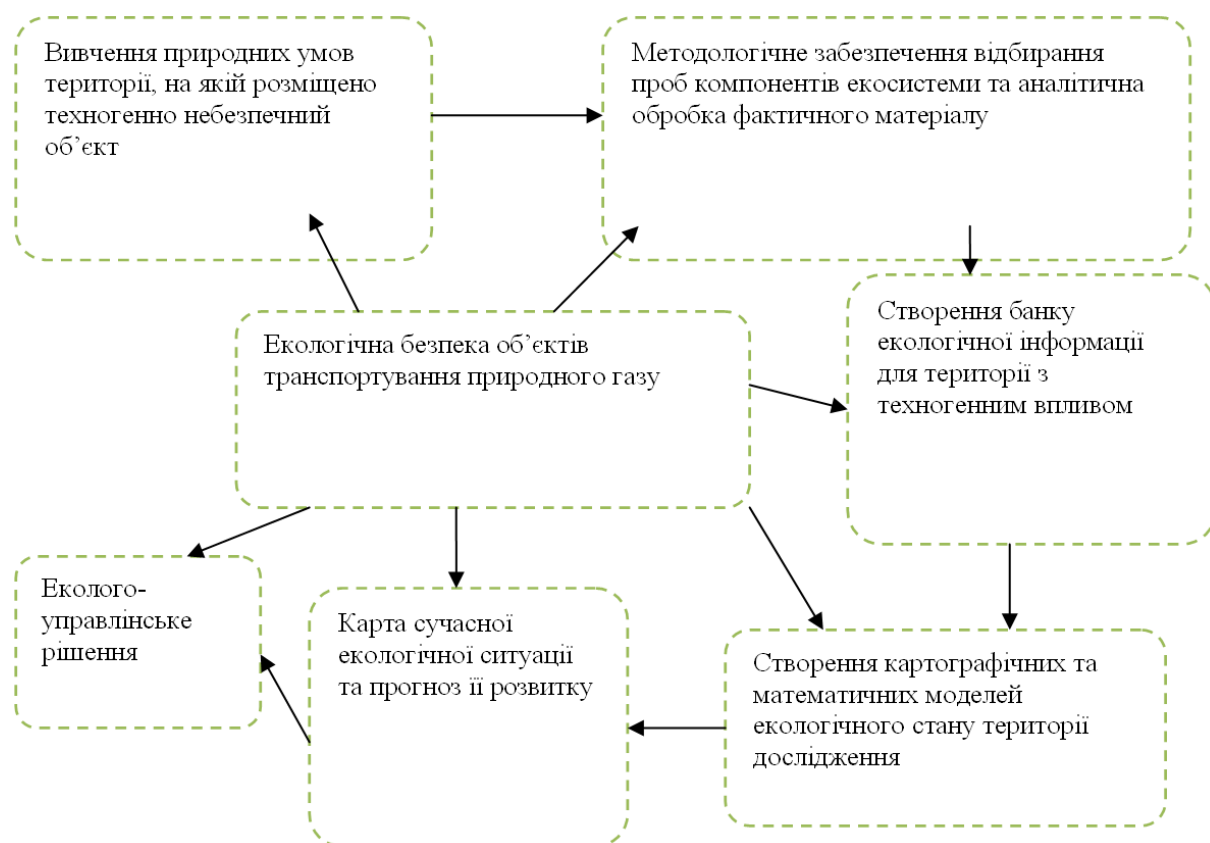 Вивчення природних умов
території, на якій розміщено
техногенно небезпечний
об’єкт
Методологічне забезпечення відбирання
проб компонентів екосистеми та аналітична
обробка фактичного матеріалу
Екологічна безпека об’єктів
транспортування природного газу
Створення банку
екологічної інформації
для території з
техногенним впливом
Еколого-
управлінське
рішення
Карта сучасної
екологічної ситуації
та прогноз її розвитку
Створення картографічних та
математичних моделей
екологічного стану території
дослідження